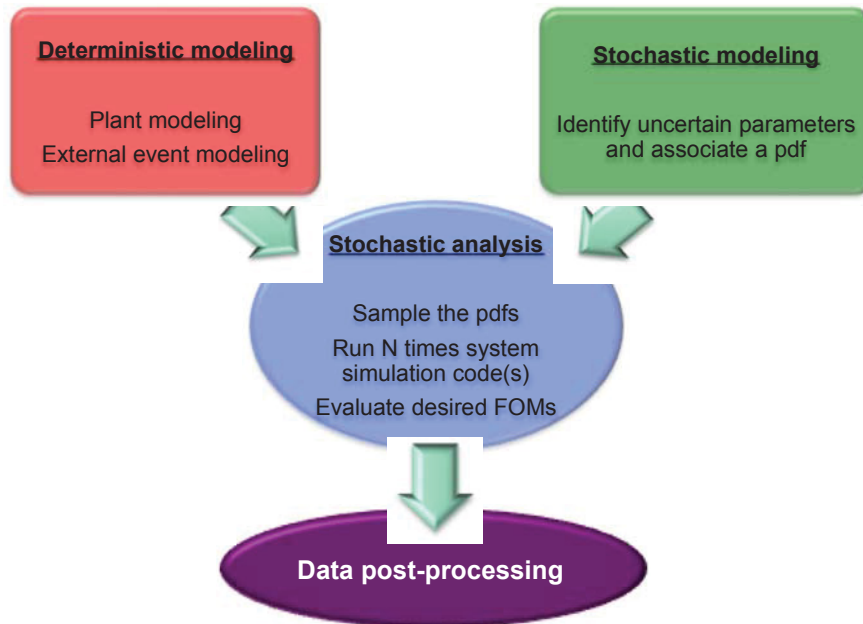 Deterministic modeling
Plant modeling
External event modeling
Stochastic modeling
Identify uncertain parameters
and associate a pdf
Stochastic analysis
Sample the pdfs
Run N times system
simulation code(s)
Evaluate desired FOMs
Data post-processing